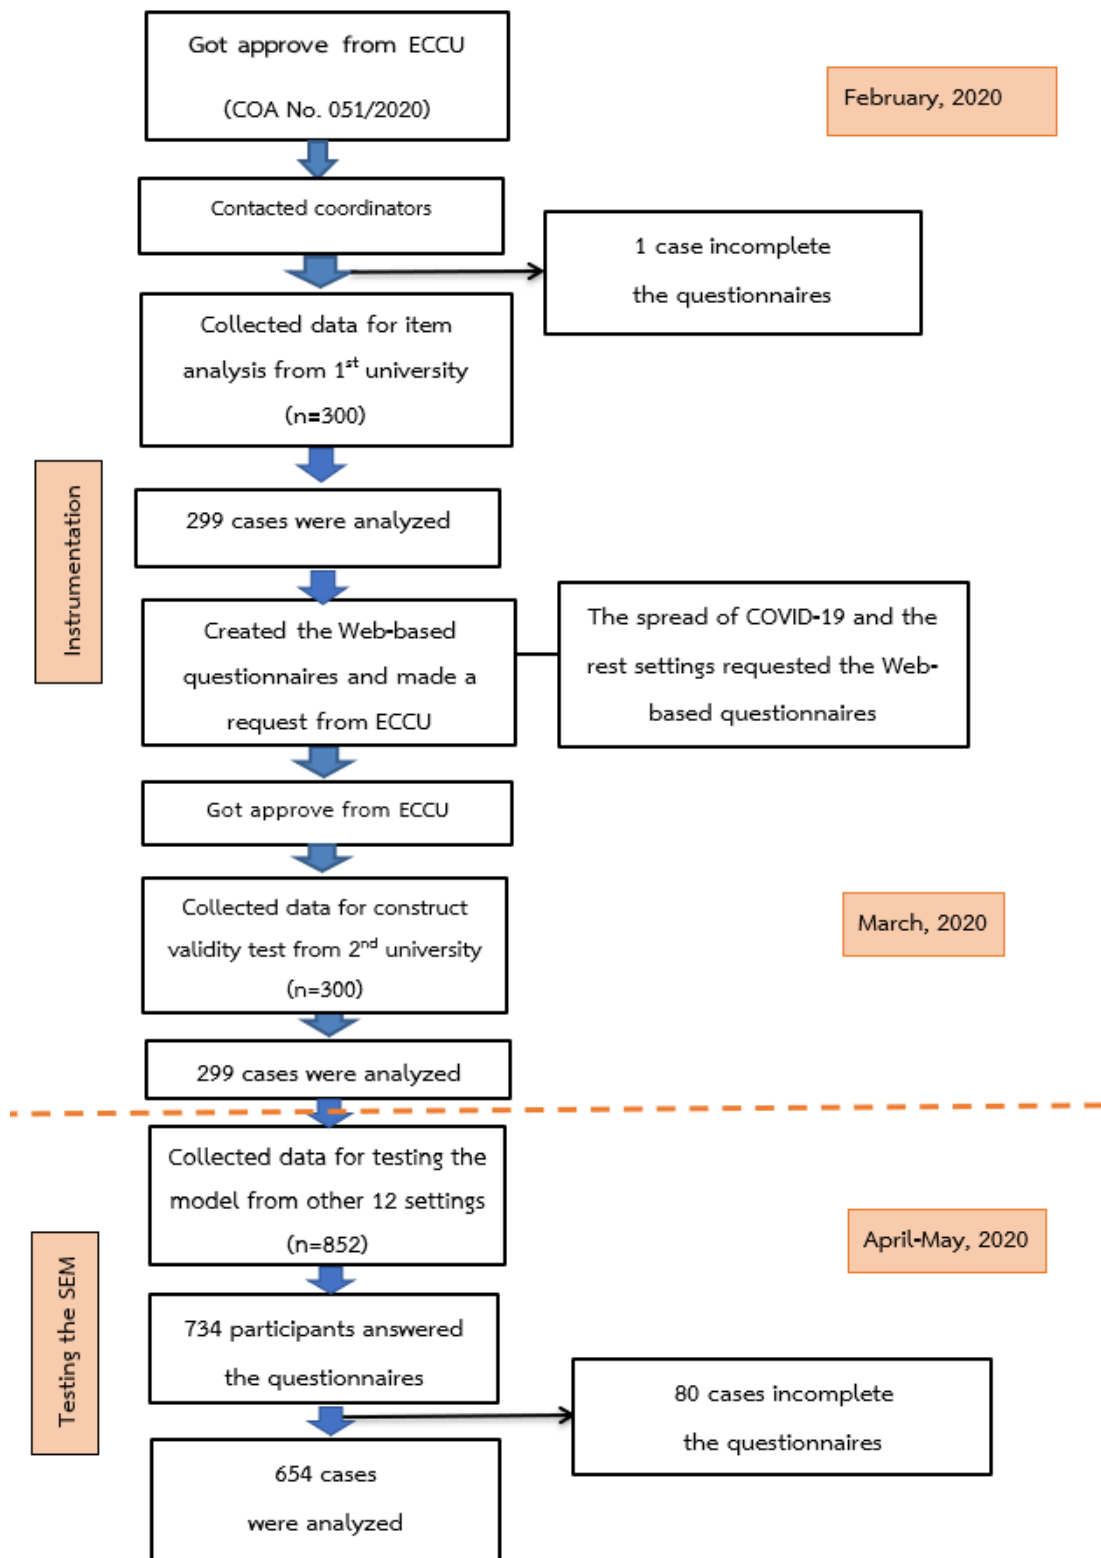 Got approve from ECCU
(COA No. 051/2020)
February, 2020
Contacted coordinators
1 case incomplete
the questionnaires
Collected data for item
analysis from 1st university
(n=300)
Instrumentation
299 cases were analyzed
Created the Web-based
questionnaires and made a
request from ECCU
The spread of COVID-19 and the
rest settings requested the Web-
based questionnaires
Got approve from ECCU
Collected data for construct
validity test from 2nd university
(n=300)
March, 2020
299 cases were analyzed
Collected data for testing the
model from other 12 settings
(n=852)
April-May, 2020
Testing the SEM
734 participants answered
the questionnaires
80 cases incomplete
the questionnaires
654 cases
were analyzed